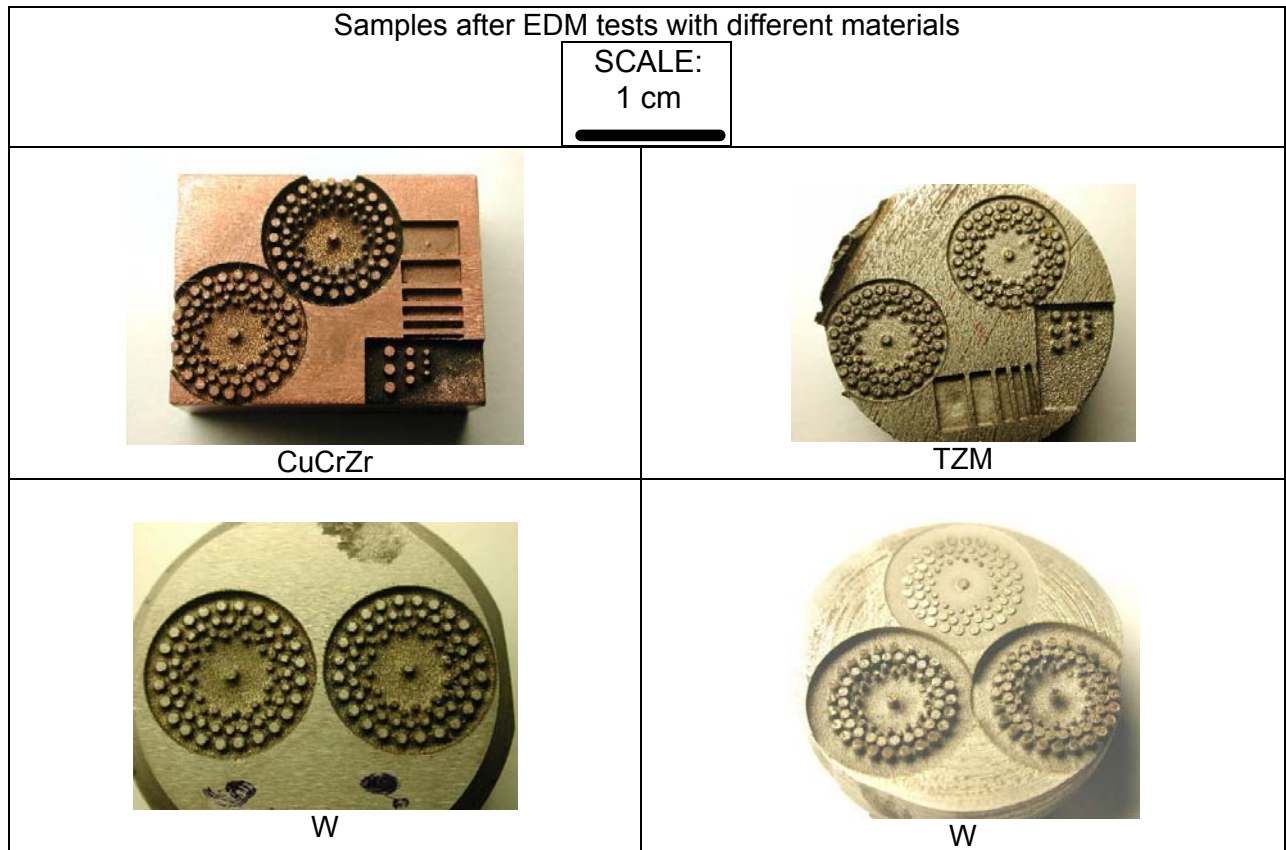 Samples after EDM tests with different materials
SCALE:
1 cm
CuCrZr
TZM
W
W